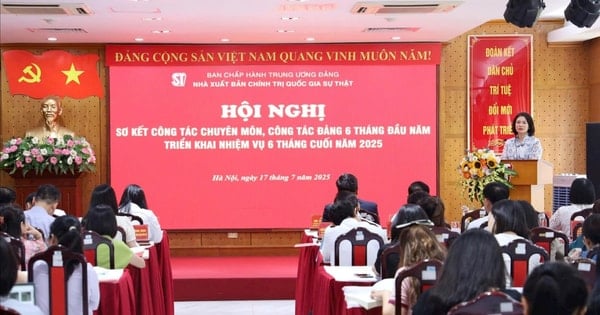 ĐẢNG CỘNG SẢN VIỆT NAM QUANG VINH MUÔN NĂM!
ST
BAN CHẤP HÀNH TRUNG ƯƠNG ĐẢNG
NHÀ XUẤT BẢN CHÍNH TRỊ QUỐC GIA SỰ THẬT
HỘI NGHỊ
SƠ KẾT CÔNG TÁC CHUYÊN MÔN, CÔNG TÁC ĐẢNG 6 THÁNG ĐẦU NĂM
TRIỂN KHAI NHIỆM VỤ 6 THÁNG CUỐI NĂM 2025
Hà Nội, ngày 17 tháng 7 năm 2025
ĐOÀN KẾT
DÂN CHỦ
TRÍ TUỆ
ĐỔI MỚI
PHÁT TRIỂN